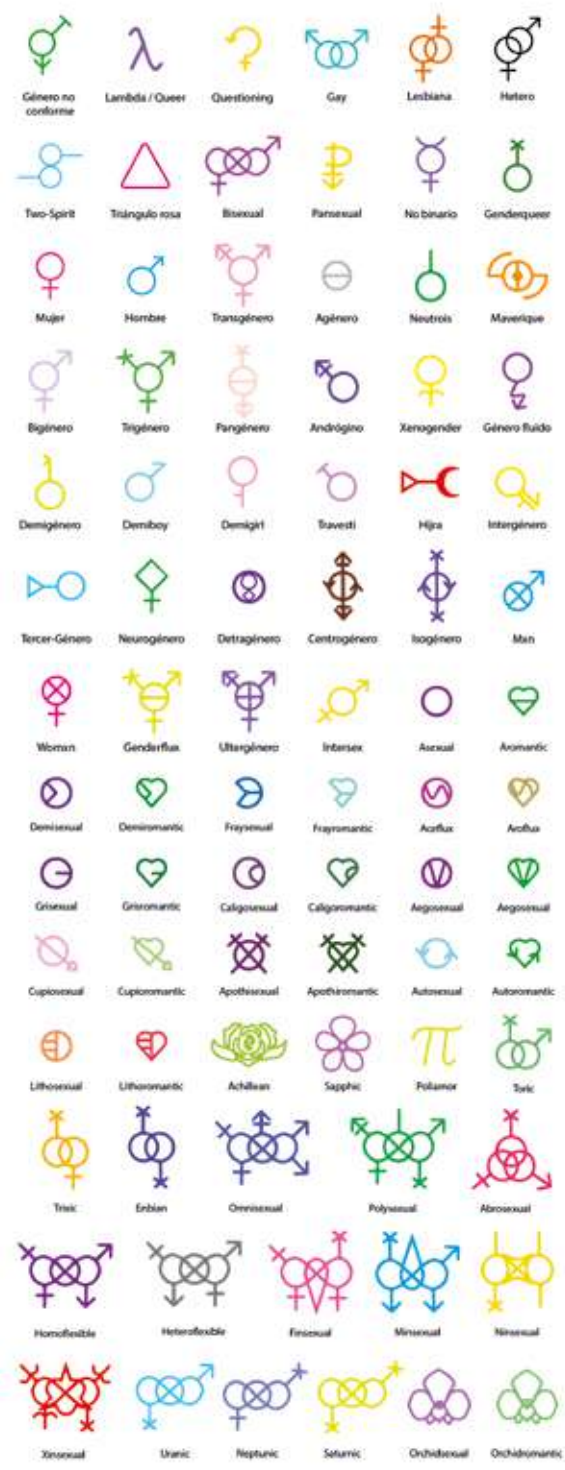 Género no conforme Lambda / Queer Questioning Gay Lesbiana Hetero
Two-Spirit Triángulo rosa Bisexual Pansexual No binario Genderqueer
Mujer Hombre Transgénero Agénero Neutrois Maverique
Bigénero Trigénero Pangénero Andrógino Xenogender Género fluido
Demigénero Demiboy Demigirl Travesti Hijra Intergénero
Tercer-Género Neurogénero Detragénero Centrogénero Isogénero Mxn
Womxn Genderflux Ultergénero Intersex Asexual Aromantic
Demisexual Demiromantic Fraysexual Frayromantic Aceflux Aroflux
Grisexual Grisromantic Caligosexual Caligoromantic Aegosexual Aegosexual
Cupiosexual Cupioromantic Apothisexual Apothiromantic Autosexual Autoromantic
Lithosexual Lithoromantic Achillean Sapphic Poliamor Toric
Trixic Enbian Omnisexual Polysexual Abrosexual
Homoflexible Heteroflexible Finsexual Minsexual Ninsexual
Xinsexual Uranic Neptunic Saturnic Orchidsexual Orchidromantic